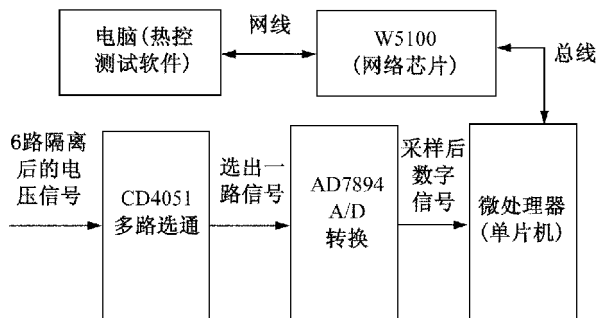 电脑(热控
测试软件)
网线
W5100
(网络芯片)
总线
6路隔离
后的电
压信号
CD4051
多路选通
选出一
路信号
AD7894
A/D
转换
采样后
数字
信号
微处理器
(单片机)